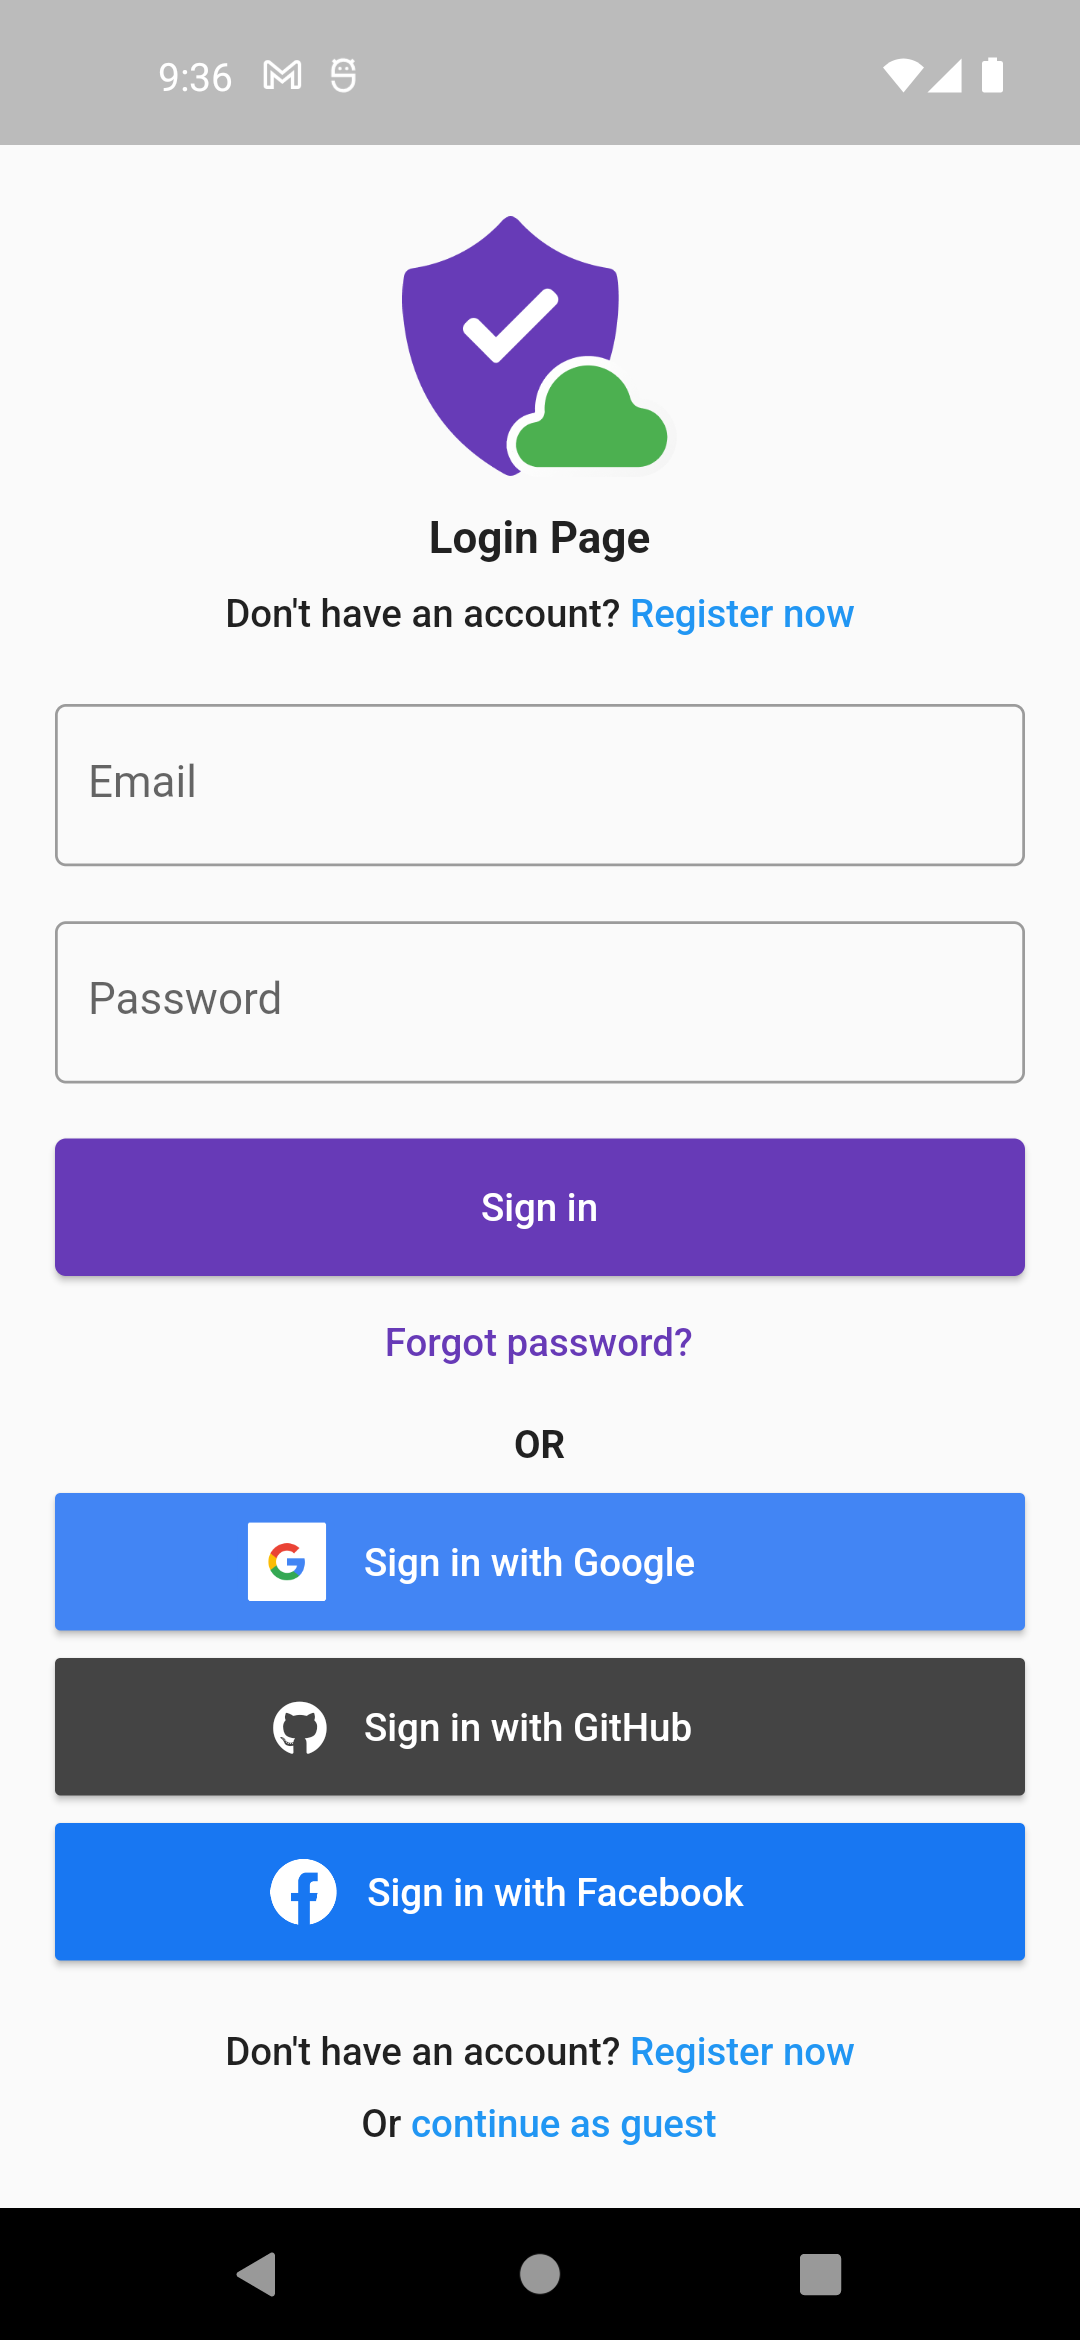 9:36
Login Page
Don't have an account? Register now
Email
Password
Sign in
Forgot password?
OR
Sign in with Google
Sign in with GitHub
Sign in with Facebook
Don't have an account? Register now
Or continue as guest